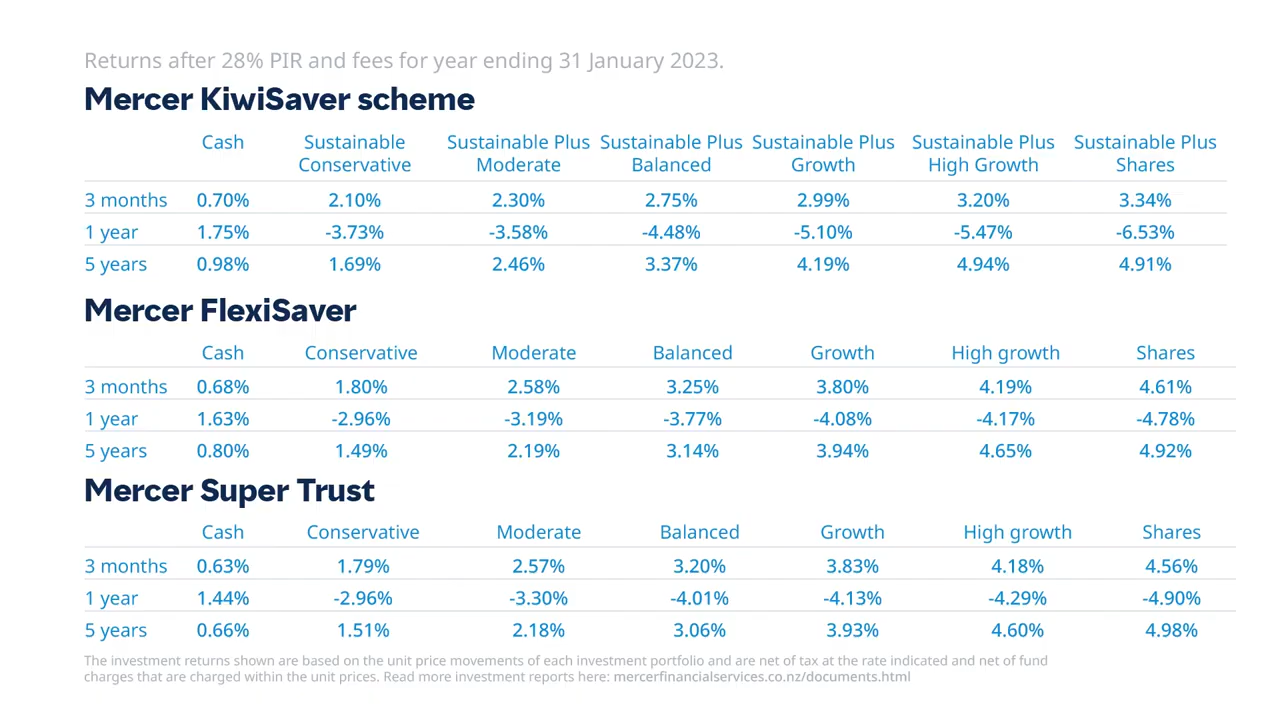 Returns after 28% PIR and fees for year ending 31 January 2023.
Mercer KiwiSaver scheme
Cash Sustainable Conservative Sustainable Plus Moderate Sustainable Plus Balanced Sustainable Plus Growth Sustainable Plus High Growth Sustainable Plus Shares
3 months 0.70% 2.10% 2.30% 2.75% 2.99% 3.20% 3.34%
1 year 1.75% -3.73% -3.58% -4.48% -5.10% -5.47% -6.53%
5 years 0.98% 1.69% 2.46% 3.37% 4.19% 4.94% 4.91%
Mercer FlexiSaver
Cash Conservative Moderate Balanced Growth High growth Shares
3 months 0.68% 1.80% 2.58% 3.25% 3.80% 4.19% 4.61%
1 year 1.63% -2.96% -3.19% -3.77% -4.08% -4.17% -4.78%
5 years 0.80% 1.49% 2.19% 3.14% 3.94% 4.65% 4.92%
Mercer Super Trust
Cash Conservative Moderate Balanced Growth High growth Shares
3 months 0.63% 1.79% 2.57% 3.20% 3.83% 4.18% 4.56%
1 year 1.44% -2.96% -3.30% -4.01% -4.13% -4.29% -4.90%
5 years 0.66% 1.51% 2.18% 3.06% 3.93% 4.60% 4.98%
The investment returns shown are based on the unit price movements of each investment portfolio and are net of tax at the rate indicated and net of fund
charges that are charged within the unit prices. Read more investment reports here: mercerfinancialservices.co.nz/documents.html